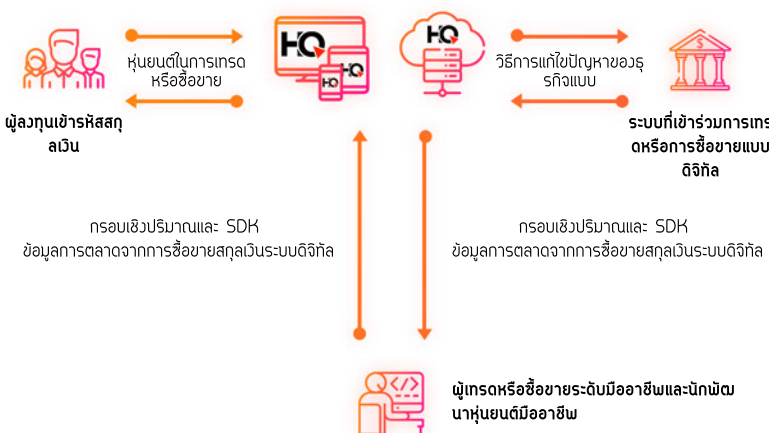 HQ
HQ
HQ
HQ
$
หุ่นยนต์ในการเทรด
หรือซื้อขาย
วิธีการแก้ไขปัญหาของธุ
รกิจแบบ
ผู้ลงทุนเข้ารหัสสกุ
ลเงิน
ระบบที่เข้าร่วมการเทร
ดหรือการซื้อขายแบบ
ดิจิทัล
กรอบเชิงปริมาณและ SDK
ข้อมูลการตลาดจากการซื้อขายสกุลเงินระบบดิจิทัล
กรอบเชิงปริมาณและ SDK
ข้อมูลการตลาดจากการซื้อขายสกุลเงินระบบดิจิทัล
</>
ผู้เทรดหรือซื้อขายระดับมืออาชีพและนักพัฒ
นาหุ่นยนต์มืออาชีพ